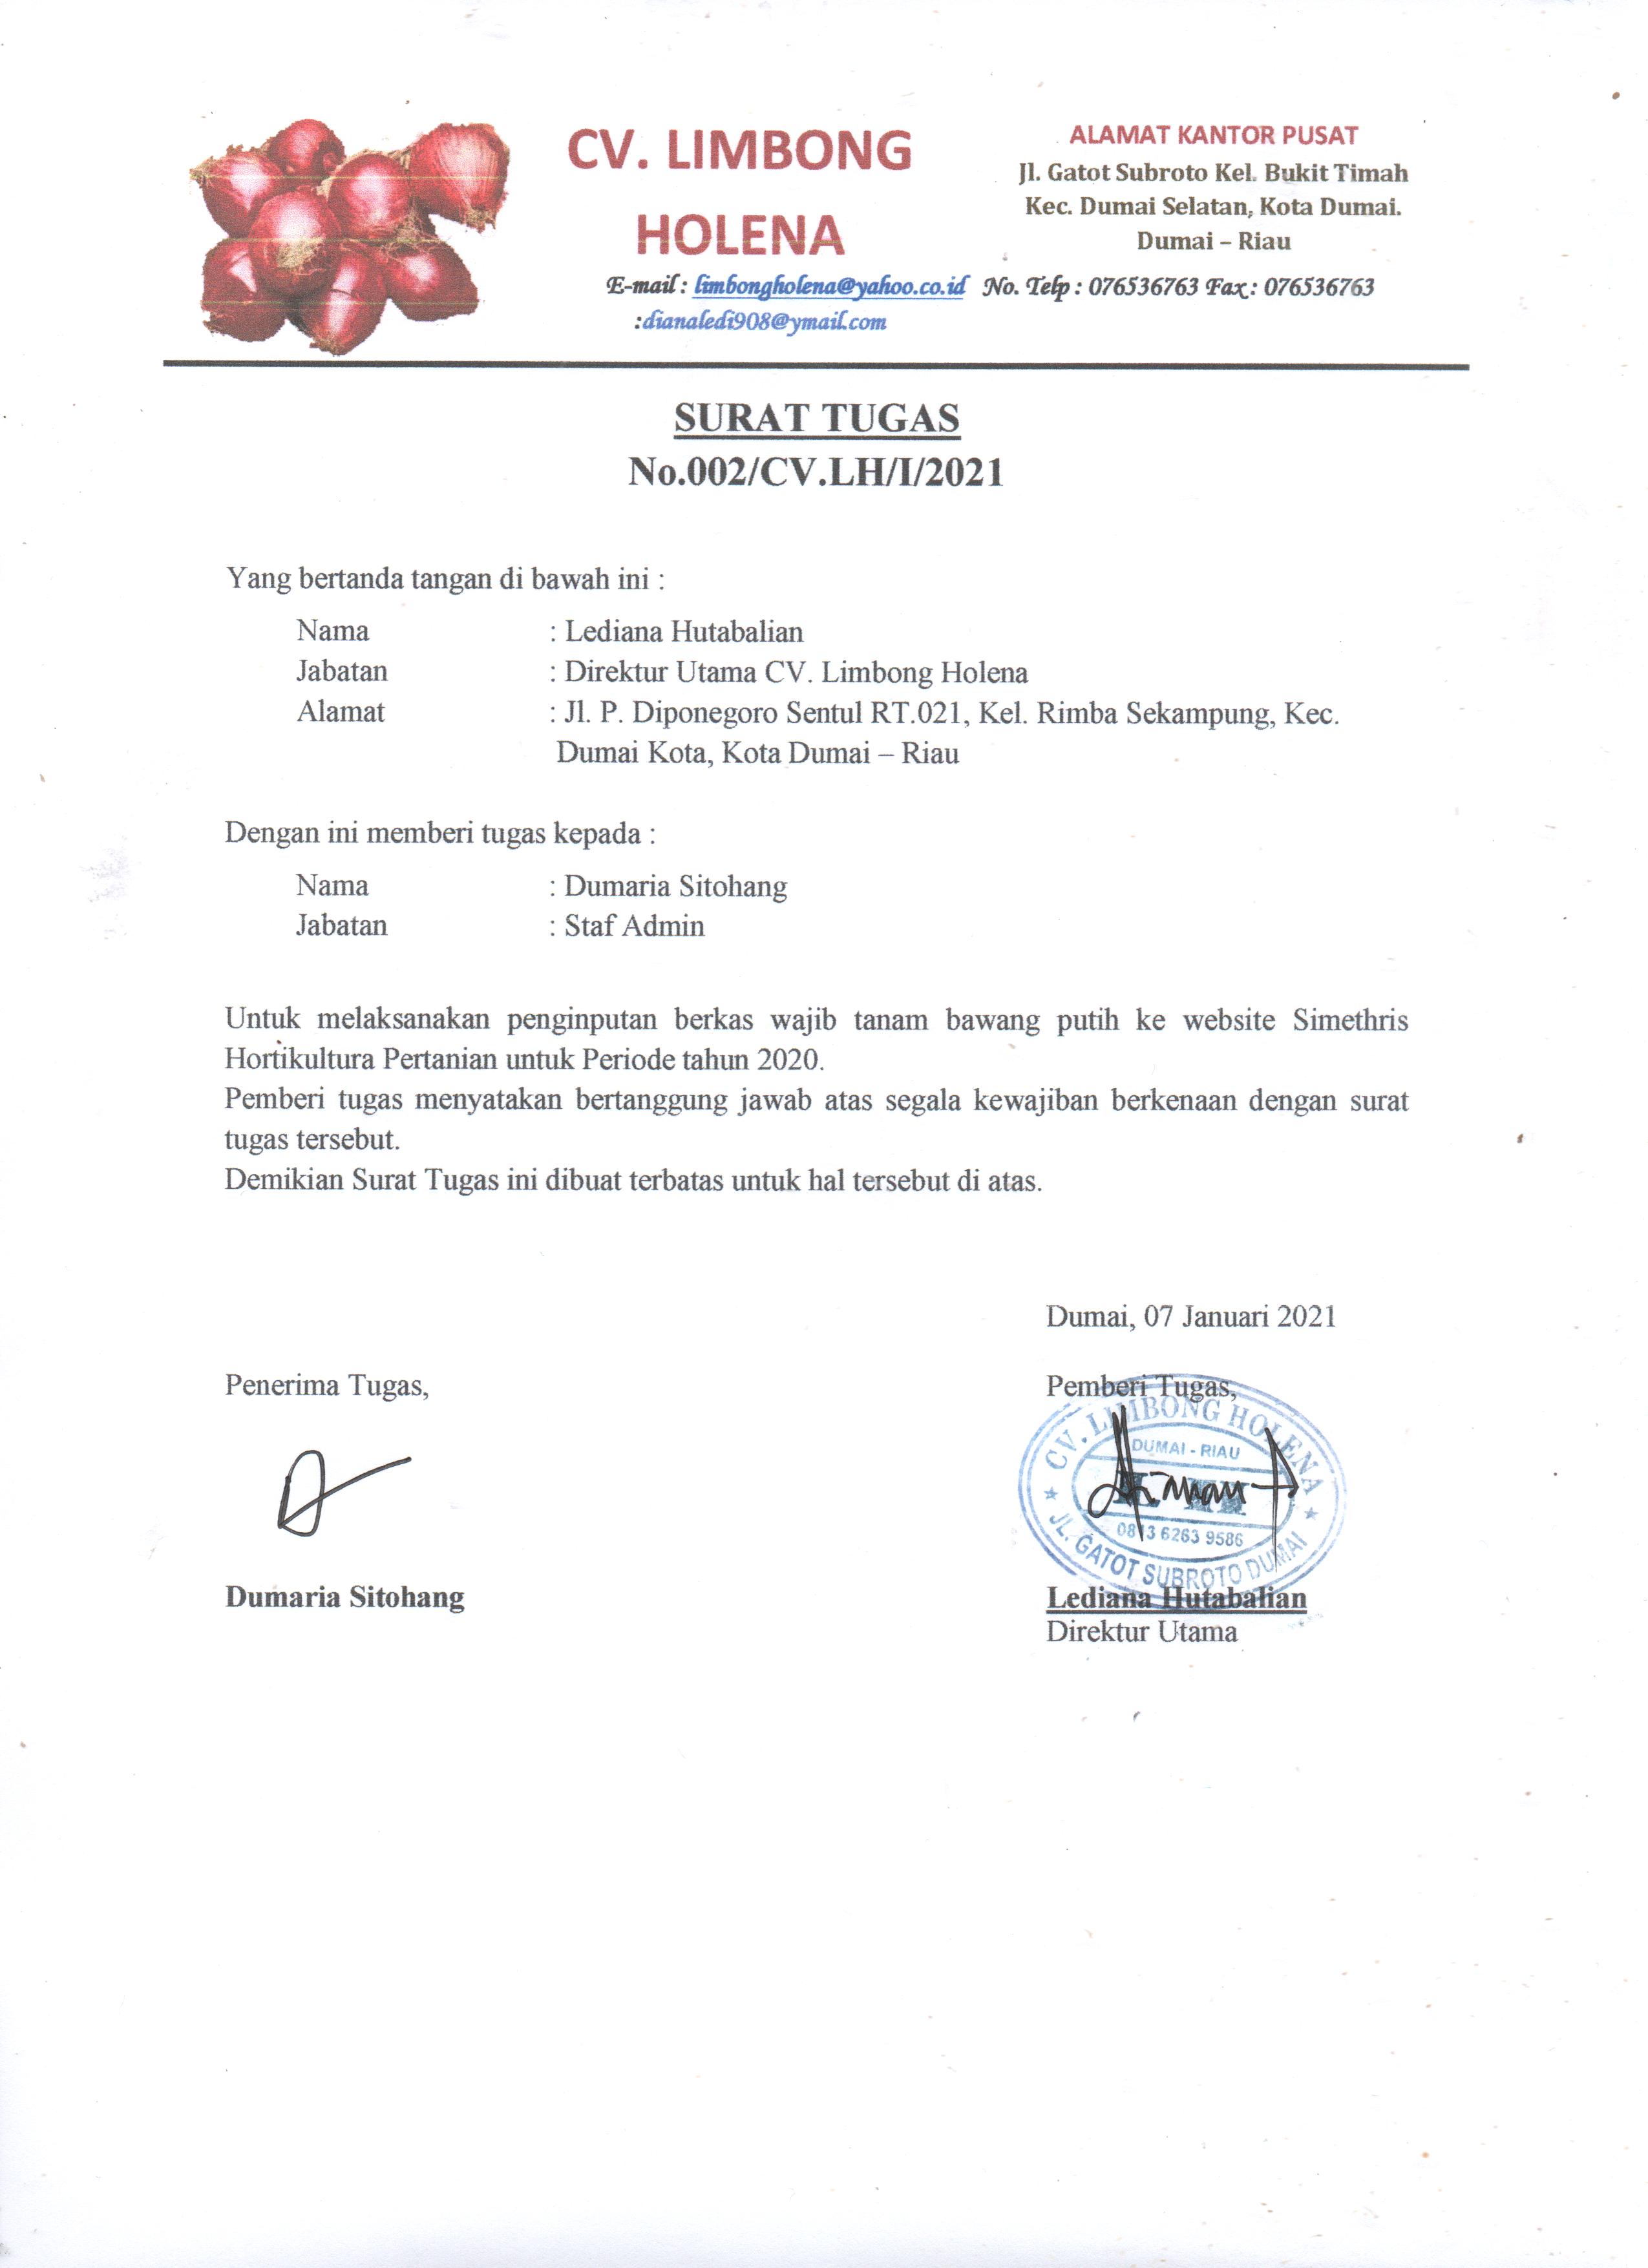 CV. LIMBONG
HOLENA
ALAMAT KANTOR PUSAT
Jl. Gatot Subroto Kel. Bukit Timah
Kec. Dumai Selatan, Kota Dumai.
Dumai – Riau
E-mail : limbongholena@yahoo.co.id No. Telp : 076536763 Fax : 076536763
:dianaledi908@ymail.com
SURAT TUGAS
No.002/CV.LH/I/2021
Yang bertanda tangan di bawah ini :
Nama : Lediana Hutabalian
Jabatan : Direktur Utama CV. Limbong Holena
Alamat : Jl. P. Diponegoro Sentul RT.021, Kel. Rimba Sekampung, Kec.
Dumai Kota, Kota Dumai – Riau
Dengan ini memberi tugas kepada :
Nama : Dumaria Sitohang
Jabatan : Staf Admin
Untuk melaksanakan penginputan berkas wajib tanam bawang putih ke website Simethris
Hortikultura Pertanian untuk Periode tahun 2020.
Pemberi tugas menyatakan bertanggung jawab atas segala kewajiban berkenaan dengan surat
tugas tersebut.
Demikian Surat Tugas ini dibuat terbatas untuk hal tersebut di atas.
Dumai, 07 Januari 2021
Penerima Tugas,
Pemberi Tugas,
CV. LIMBONG HOLENA
DUMAI - RIAU
0813 6263 9586
JL. GATOT SUBROTO DUMAI
Dumaria Sitohang
Lediana Hutabalian
Direktur Utama